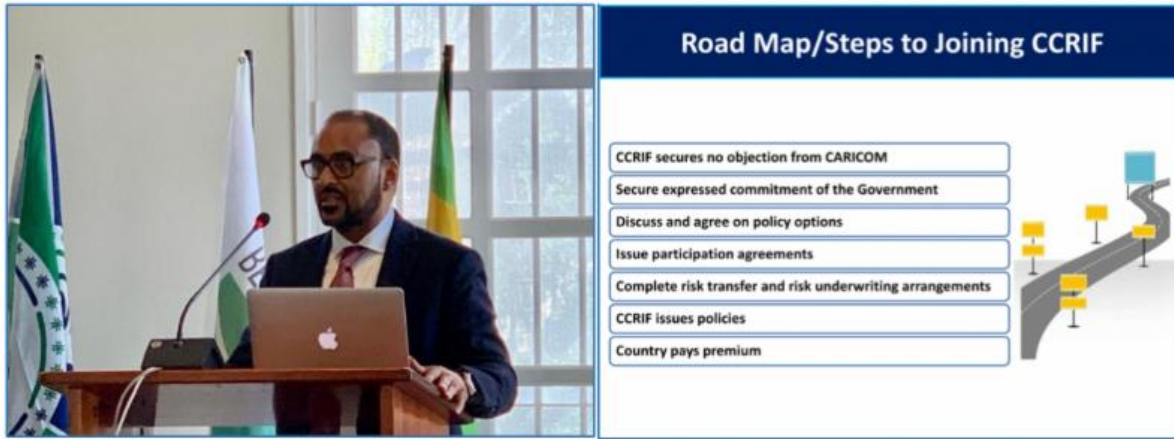 Road Map/Steps to Joining CCRIF
CCRIF secures no objection from CARICOM
Secure expressed commitment of the Government
Discuss and agree on policy options
Issue participation agreements
Complete risk transfer and risk underwriting arrangements
CCRIF issues policies
Country pays premium